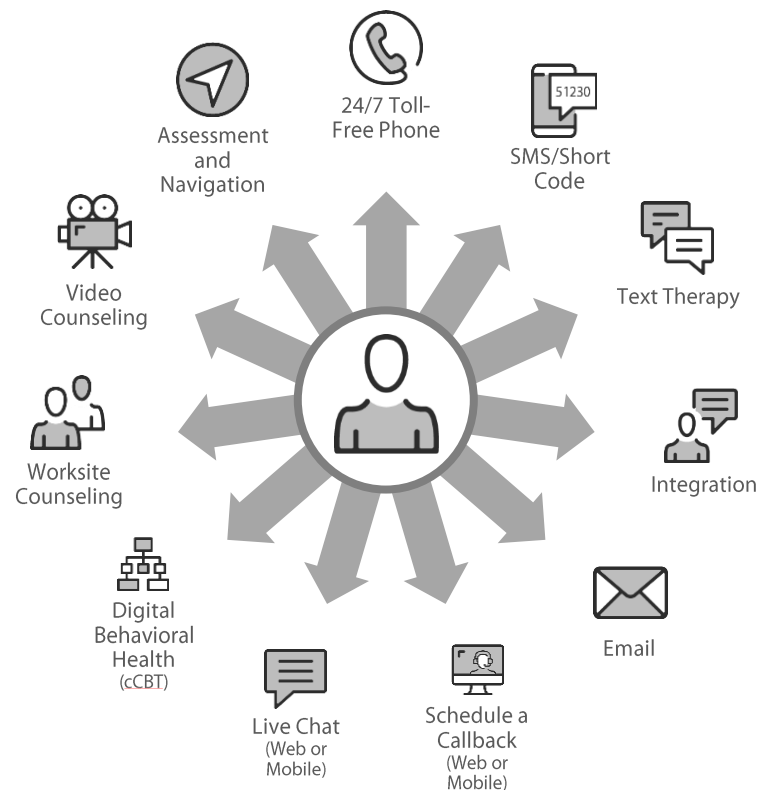 24/7 Toll-
Free Phone
51230
SMS/Short
Code
Text Therapy
Integration
Email
Schedule a
Callback
(Web or
Mobile)
Live Chat
(Web or
Mobile)
Digital
Behavioral
Health
(cCBT)
Worksite
Counseling
Video
Counseling
Assessment
and
Navigation